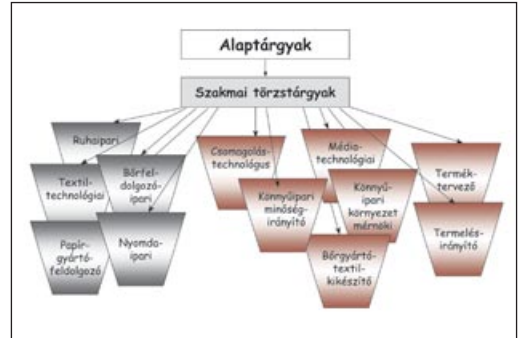 Alaptárgyak
Szakmai törzstárgyak
Ruhaipari
Textil-
technológiai
Bőrfel-
dolgozó-
ipari
Papír-
gyártó-
feldolgozó
Nyomda-
ipari
Csomagolás-
technológus
Könnyűipari
minőség-
irányító
Média-
technológiai
Könnyű-
ipari
környezet
mérnöki
Bőrgyártó-
textil-
kikészítő
Termék-
tervező
Termelés-
irányító